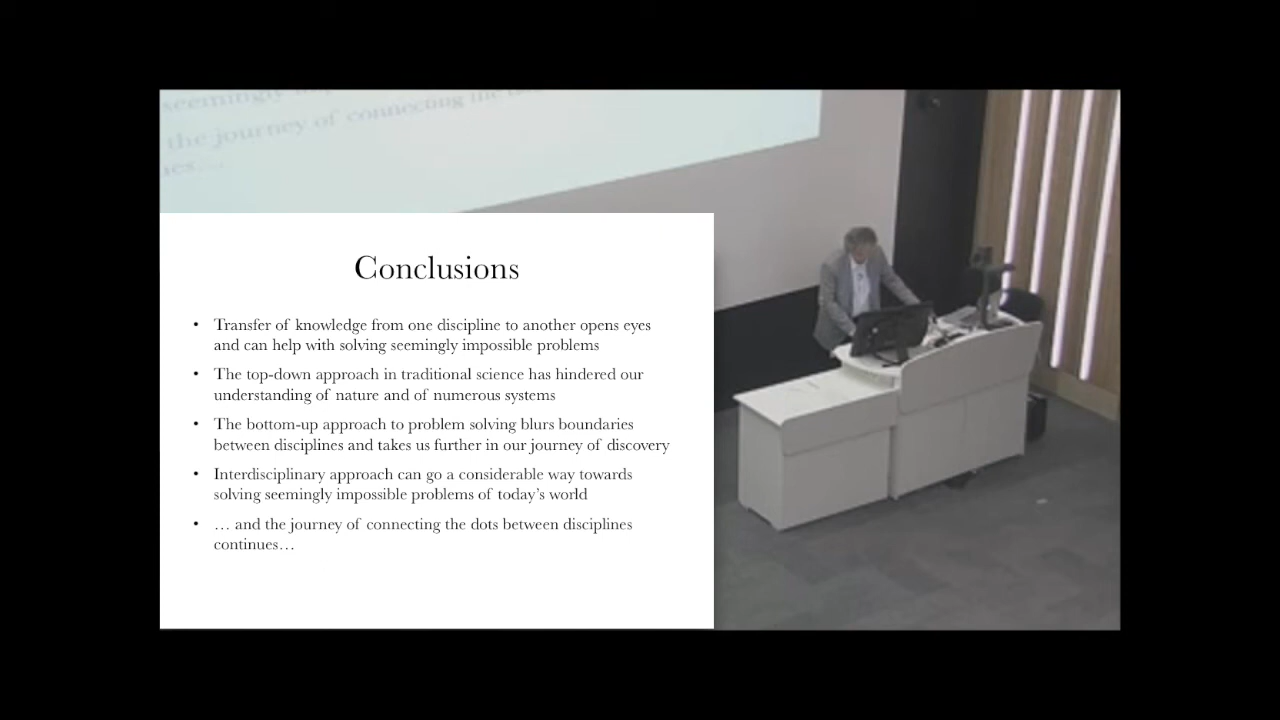 seemingly
the journey of connecting the
Conclusions
• Transfer of knowledge from one discipline to another opens eyes
and can help with solving seemingly impossible problems
• The top-down approach in traditional science has hindered our
understanding of nature and of numerous systems
• The bottom-up approach to problem solving blurs boundaries
between disciplines and takes us further in our journey of discovery
• Interdisciplinary approach can go a considerable way towards
solving seemingly impossible problems of today’s world
• … and the journey of connecting the dots between disciplines
continues…